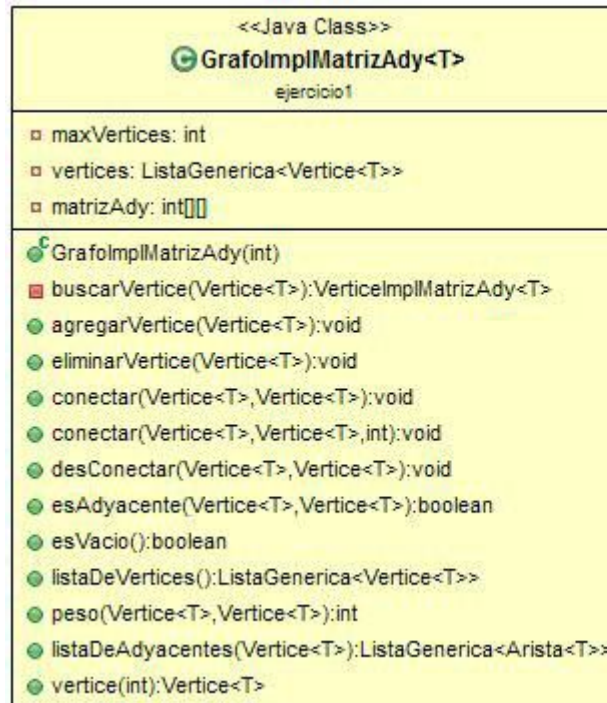 <<Java Class>>
GrafoImplMatrizAdy<T>
ejercicio1
maxVertices: int
vertices: ListaGenerica<Vertice<T>>
matrizAdy: int[][]
GrafoImplMatrizAdy(int)
buscarVertice(Vertice<T>):VerticeImplMatrizAdy<T>
agregarVertice(Vertice<T>):void
eliminarVertice(Vertice<T>):void
conectar(Vertice<T>,Vertice<T>):void
conectar(Vertice<T>,Vertice<T>,int):void
desConectar(Vertice<T>,Vertice<T>):void
esAdyacente(Vertice<T>,Vertice<T>):boolean
esVacio():boolean
listaDeVertices():ListaGenerica<Vertice<T>>
peso(Vertice<T>,Vertice<T>):int
listaDeAdyacentes(Vertice<T>):ListaGenerica<Arista<T>>
vertice(int):Vertice<T>